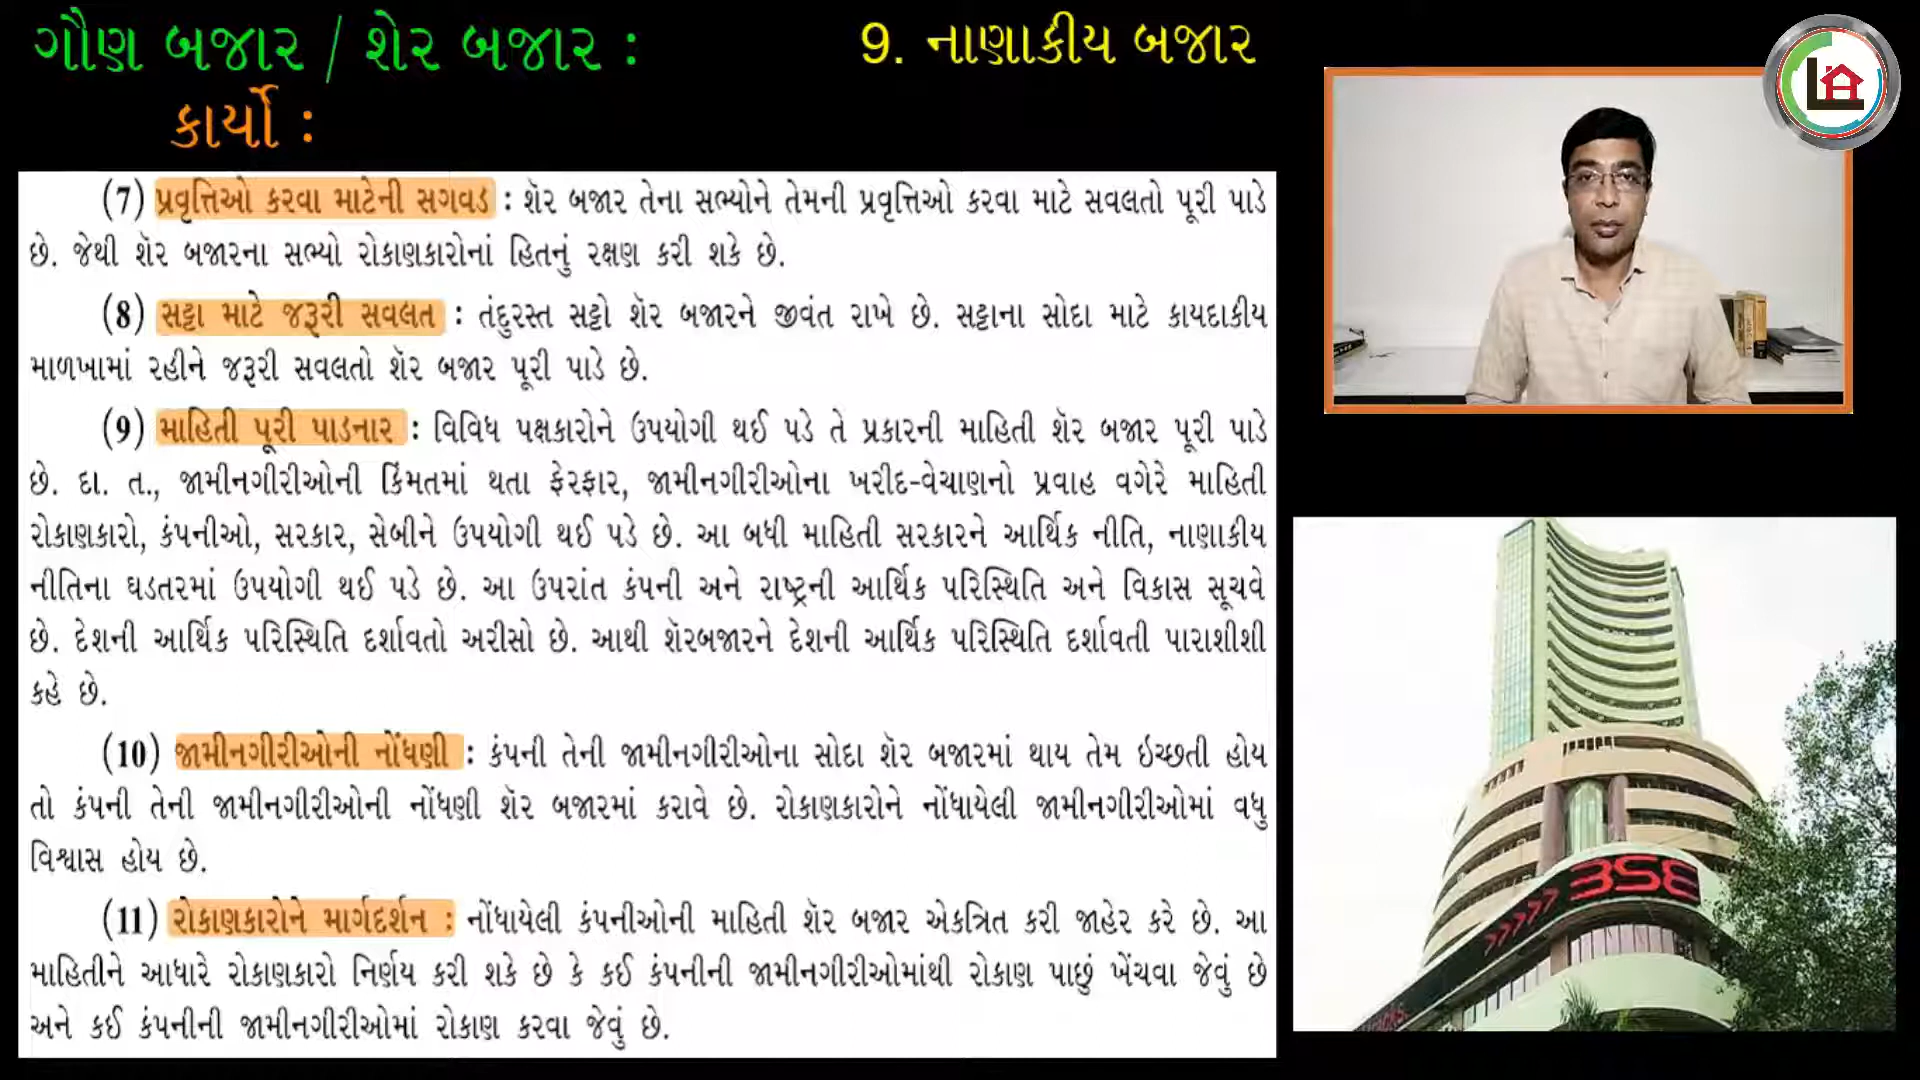 ગૌણ બજાર / શેર બજાર :
9. નાણાકીય બજાર
કાર્યો :
(7) પ્રવૃત્તિઓ કરવા માટેની સગવડ : શૅર બજાર તેના સભ્યોને તેમની પ્રવૃત્તિઓ કરવા માટે સવલતો પૂરી પાડે
છે. જેથી શૅર બજારના સભ્યો રોકાણકારોનાં હિતનું રક્ષણ કરી શકે છે.
(8) સટ્ટા માટે જરૂરી સવલત : તંદુરસ્ત સટ્ટો શૅર બજારને જીવંત રાખે છે. સટ્ટાના સોદા માટે કાયદાકીય
માળખામાં રહીને જરૂરી સવલતો શૅર બજાર પૂરી પાડે છે.
(9) માહિતી પૂરી પાડનાર : વિવિધ પક્ષકારોને ઉપયોગી થઈ પડે તે પ્રકારની માહિતી શૅર બજાર પૂરી પાડે
છે. દા. ત., જામીનગીરીઓની કિંમતમાં થતા ફેરફાર, જામીનગીરીઓના ખરીદ-વેચાણનો પ્રવાહ વગેરે માહિતી
રોકાણકારો, કંપનીઓ, સરકાર, સેબીને ઉપયોગી થઈ પડે છે. આ બધી માહિતી સરકારને આર્થિક નીતિ, નાણાકીય
નીતિના ઘડતરમાં ઉપયોગી થઈ પડે છે. આ ઉપરાંત કંપની અને રાષ્ટ્રની આર્થિક પરિસ્થિતિ અને વિકાસ સૂચવે
છે. દેશની આર્થિક પરિસ્થિતિ દર્શાવતો અરીસો છે. આથી શૅરબજારને દેશની આર્થિક પરિસ્થિતિ દર્શાવતી પારાશીશી
કહે છે.
(10) જામીનગીરીઓની નોંધણી : કંપની તેની જામીનગીરીઓના સોદા શૅર બજારમાં થાય તેમ ઇચ્છતી હોય
તો કંપની તેની જામીનગીરીઓની નોંધણી શૅર બજારમાં કરાવે છે. રોકાણકારોને નોંધાયેલી જામીનગીરીઓમાં વધુ
વિશ્વાસ હોય છે.
(11) રોકાણકારોને માર્ગદર્શન : નોંધાયેલી કંપનીઓની માહિતી શૅર બજાર એકત્રિત કરી જાહેર કરે છે. આ
માહિતીને આધારે રોકાણકારો નિર્ણય કરી શકે છે કે કઈ કંપનીની જામીનગીરીઓમાંથી રોકાણ પાછું ખેંચવા જેવું છે
અને કઈ કંપનીની જામીનગીરીઓમાં રોકાણ કરવા જેવું છે.
LA
>>>>> BSE